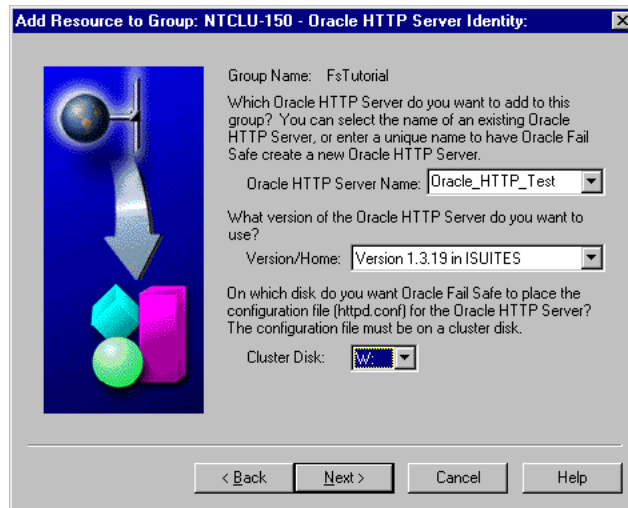 Add Resource to Group: NTCLU-150 - Oracle HTTP Server Identity:
Group Name: FsTutorial
Which Oracle HTTP Server do you want to add to this
group? You can select the name of an existing Oracle
HTTP Server, or enter a unique name to have Oracle Fail
Safe create a new Oracle HTTP Server.
Oracle HTTP Server Name: Oracle_HTTP_Test
What version of the Oracle HTTP Server do you want to
use?
Version/Home: Version 1.3.19 in ISUITES
On which disk do you want Oracle Fail Safe to place the
configuration file (httpd.conf) for the Oracle HTTP Server?
The configuration file must be on a cluster disk.
Cluster Disk: W:
< Back Next > Cancel Help